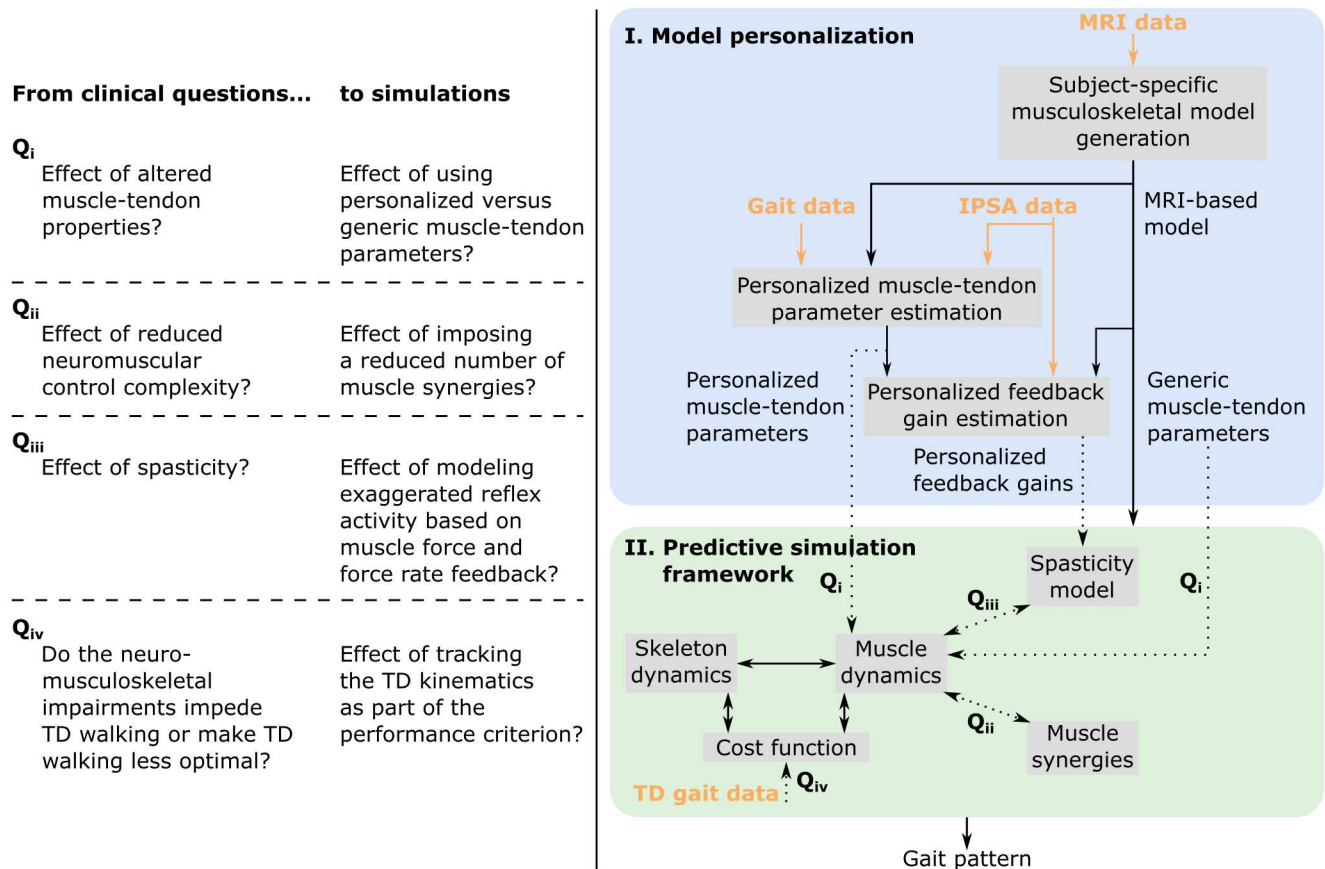 From clinical questions...
to simulations
Qi
Effect of altered
muscle-tendon
properties?
Effect of using
personalized versus
generic muscle-tendon
parameters?
Qii
Effect of reduced
neuromuscular
control complexity?
Effect of imposing
a reduced number of
muscle synergies?
Qiii
Effect of spasticity?
Effect of modeling
exaggerated reflex
activity based on
muscle force and
force rate feedback?
Qiv
Do the neuro-
musculoskeletal
impairments impede
TD walking or make TD
walking less optimal?
Effect of tracking
the TD kinematics
as part of the
performance criterion?
I. Model personalization
MRI data
Subject-specific
musculoskeletal model
generation
Gait data
IPSA data
MRI-based
model
Personalized muscle-tendon
parameter estimation
Personalized
muscle-tendon
parameters
Personalized feedback
gain estimation
Generic
muscle-tendon
parameters
Personalized
feedback gains
II. Predictive simulation
framework
Qi
Spasticity
model
Qi
Qiii
Skeleton
dynamics
Muscle
dynamics
Qii
Cost function
Muscle
synergies
TD gait data
Qiv
Gait pattern